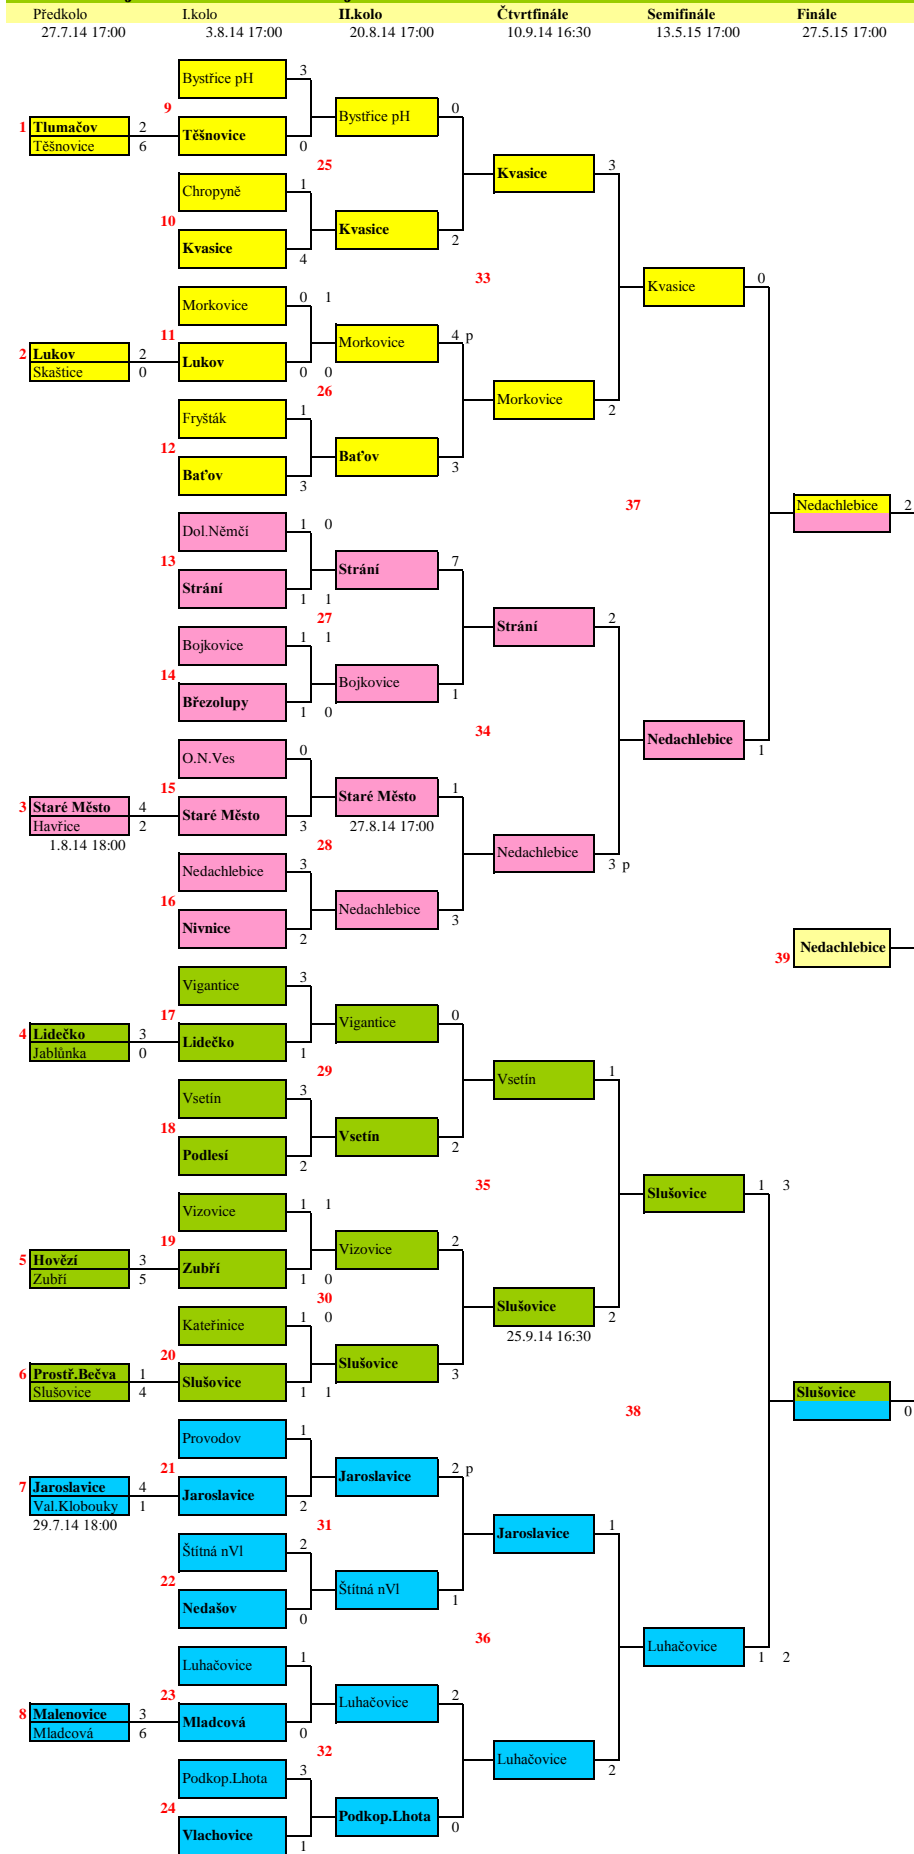 Předkolo I.kolo II.kolo Čtvrtfinále Semifinále Finále
27.7.14 17:00 3.8.14 17:00 20.8.14 17:00 10.9.14 16:30 13.5.15 17:00 27.5.15 17:00
Bystřice pH 3
9 Bystřice pH 0
1 Tlumačov 2 Těšnovice
Těšnovice 6 0
25 Kvasice 3
Chropyně 1
10 Kvasice
Kvasice 2
4
33 Kvasice 0
Morkovice 0 1
11 Morkovice 4 p
2 Lukov 2 Lukov
Skaštice 0 0 0
26 Morkovice
Fryšták 1 2
12 Baťov
Baťov 3 3
37 Nedachlebice 2
Dol.Němčí 1 0
13 Strání 7
Strání
1 1
27 Strání 2
Bojkovice 1 1
14 Bojkovice
Březolupy 1
1 0
34 Nedachlebice
O.N.Ves 0 1
15 Staré Město 1
3 Staré Město 4 Staré Město
Havřice 2 3 27.8.14 17:00
1.8.14 18:00
28 Nedachlebice
Nedachlebice 3 3 p
16 Nedachlebice
Nivnice 3
2
39 Nedachlebice
Vigantice 3
17 Vigantice 0
4 Lidečko 3 Lidečko
Jablůnka 0 1
29 Vsetín 1
Vsetín 3
18 Vsetín
Podlesí 2
2
35 Slušovice 1 3
Vizovice 1 1
19 Vizovice 2
5 Hovězí 3 Zubří
Zubří 5 1 0
30 Slušovice
Kateřinice 1 0 2
25.9.14 16:30
20 Slušovice
6 Prostř.Bečva 1 Slušovice 3
Slušovice 4 1 1
38 Slušovice
0
Provodov 1
21 Jaroslavice 2 p
7 Jaroslavice 4 Jaroslavice
Val.Klobouky 1 2
29.7.14 18:00
31 Jaroslavice 1
Štitná nVl 2
22 Štitná nVl
Nedašov 1
0
36 Luhačovice
Luhačovice 1 1 2
23 Luhačovice 2
8 Malenovice 3 Mladcová
Mladcová 6 0
32 Luhačovice
Podkop.Lhota 3 2
24 Podkop.Lhota
Vlachovice 0
1